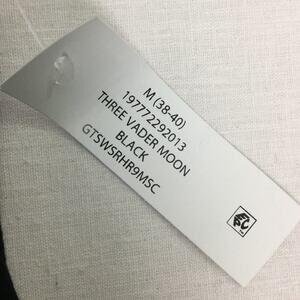 M (38-40)
197772292013
THREE VADER MOON
BLACK
GTSWSRHR9MSC